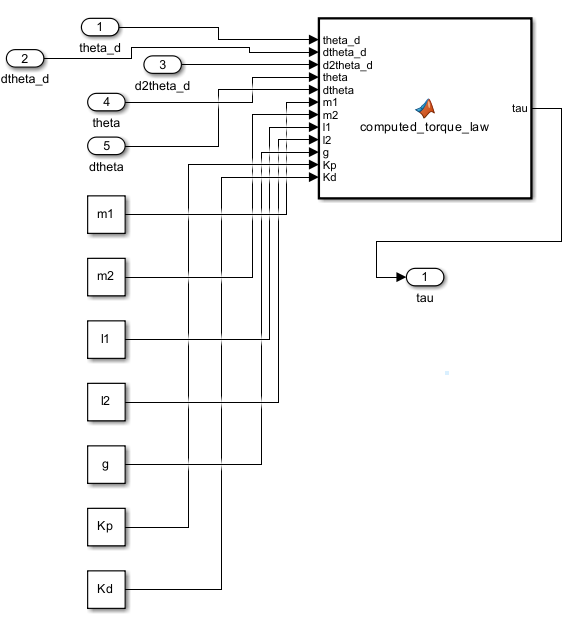 1
theta_d
2
dtheta_d
3
d2theta_d
4
theta
5
dtheta
m1
m2
l1
l2
g
Kp
Kd
theta_d
dtheta_d
d2theta_d
theta
dtheta
m1
m2
l1
l2
g
Kp
Kd
computed_torque_law
tau
1
tau